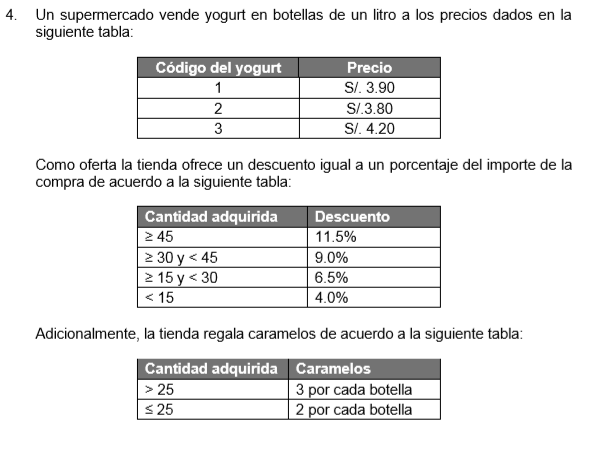 4. Un supermercado vende yogurt en botellas de un litro a los precios dados en la
siguiente tabla:
Código del yogurt Precio
1 S/. 3.90
2 S/.3.80
3 S/. 4.20
Como oferta la tienda ofrece un descuento igual a un porcentaje del importe de la
compra de acuerdo a la siguiente tabla:
Cantidad adquirida Descuento
≥ 45 11.5%
≥ 30 y < 45 9.0%
≥ 15 y < 30 6.5%
< 15 4.0%
Adicionalmente, la tienda regala caramelos de acuerdo a la siguiente tabla:
Cantidad adquirida Caramelos
> 25 3 por cada botella
≤ 25 2 por cada botella